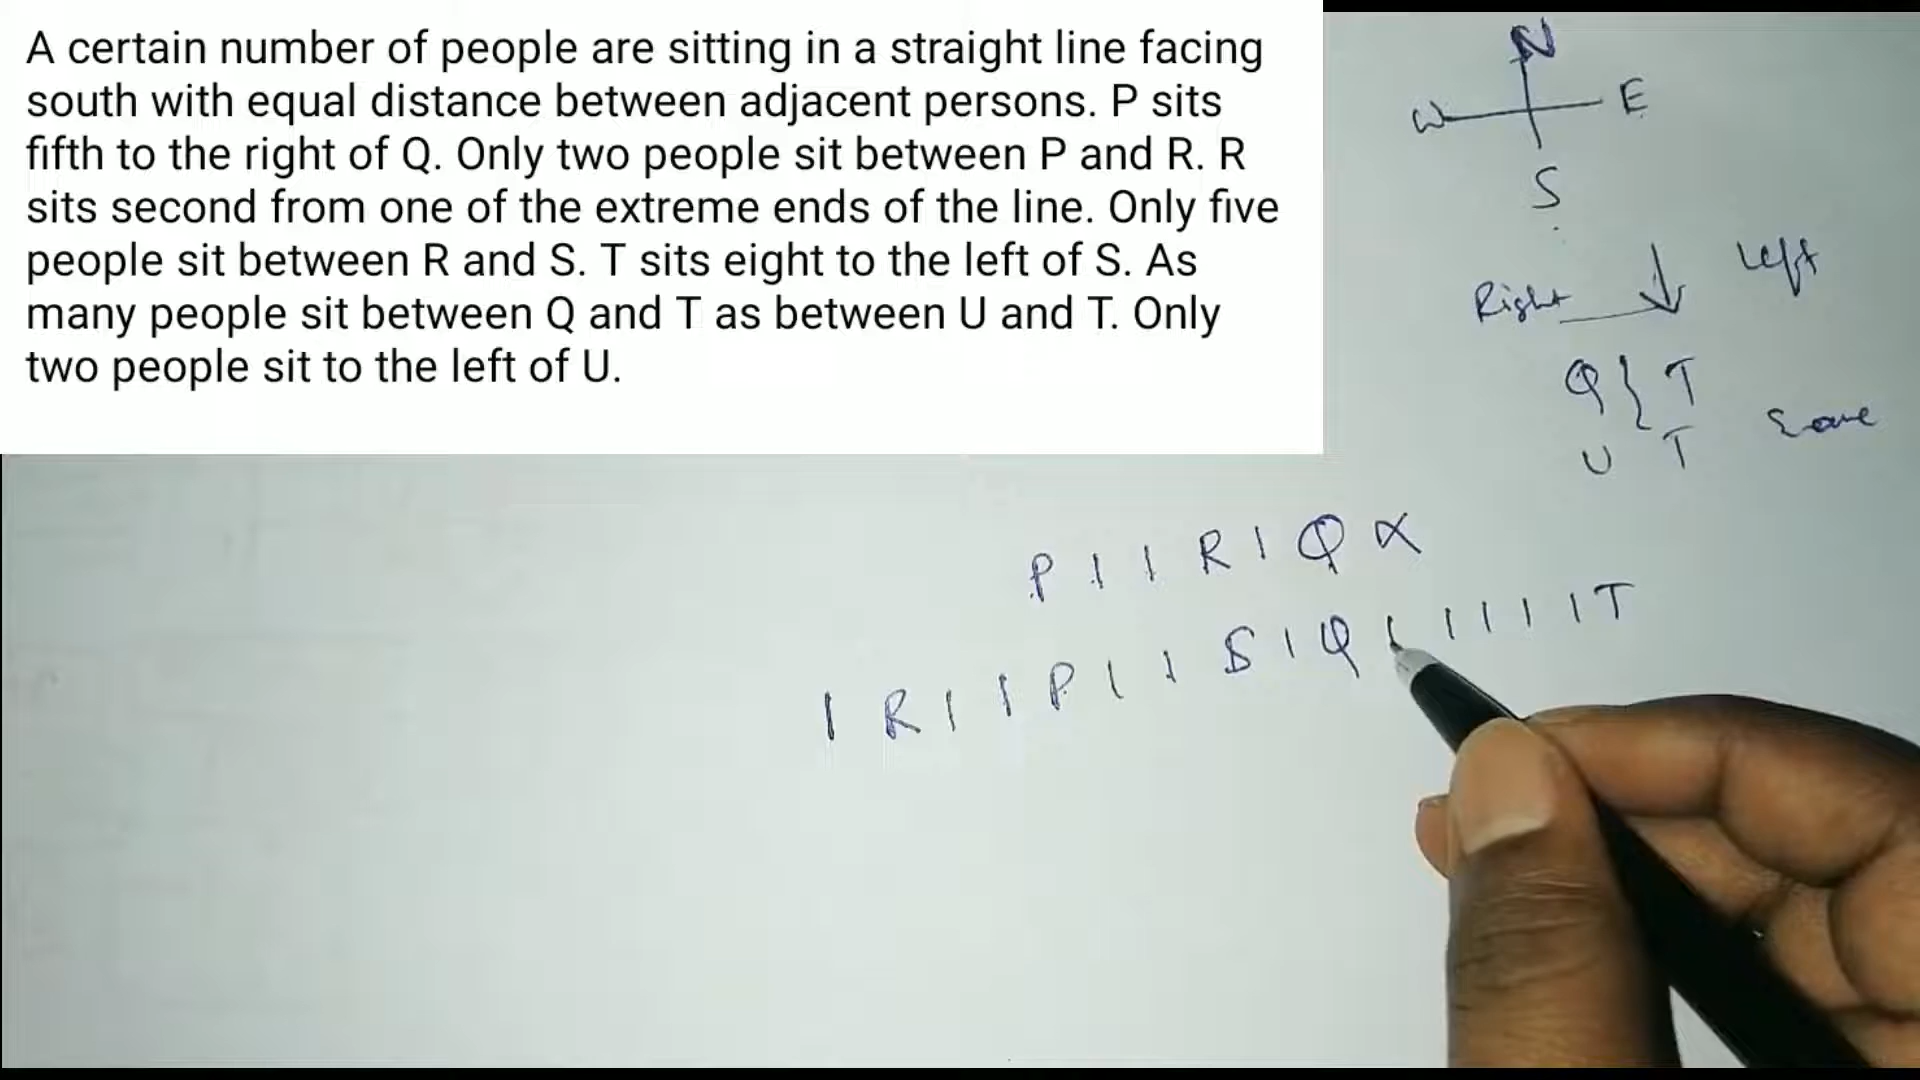 A certain number of people are sitting in a straight line facing
south with equal distance between adjacent persons. P sits
fifth to the right of Q. Only two people sit between P and R. R
sits second from one of the extreme ends of the line. Only five
people sit between R and S. T sits eight to the left of S. As
many people sit between Q and T as between U and T. Only
two people sit to the left of U.
N
W E
S
Right Left
Q } T
U T Same
P I I R I Q X
I R I I P I I S I Q I I I I I T